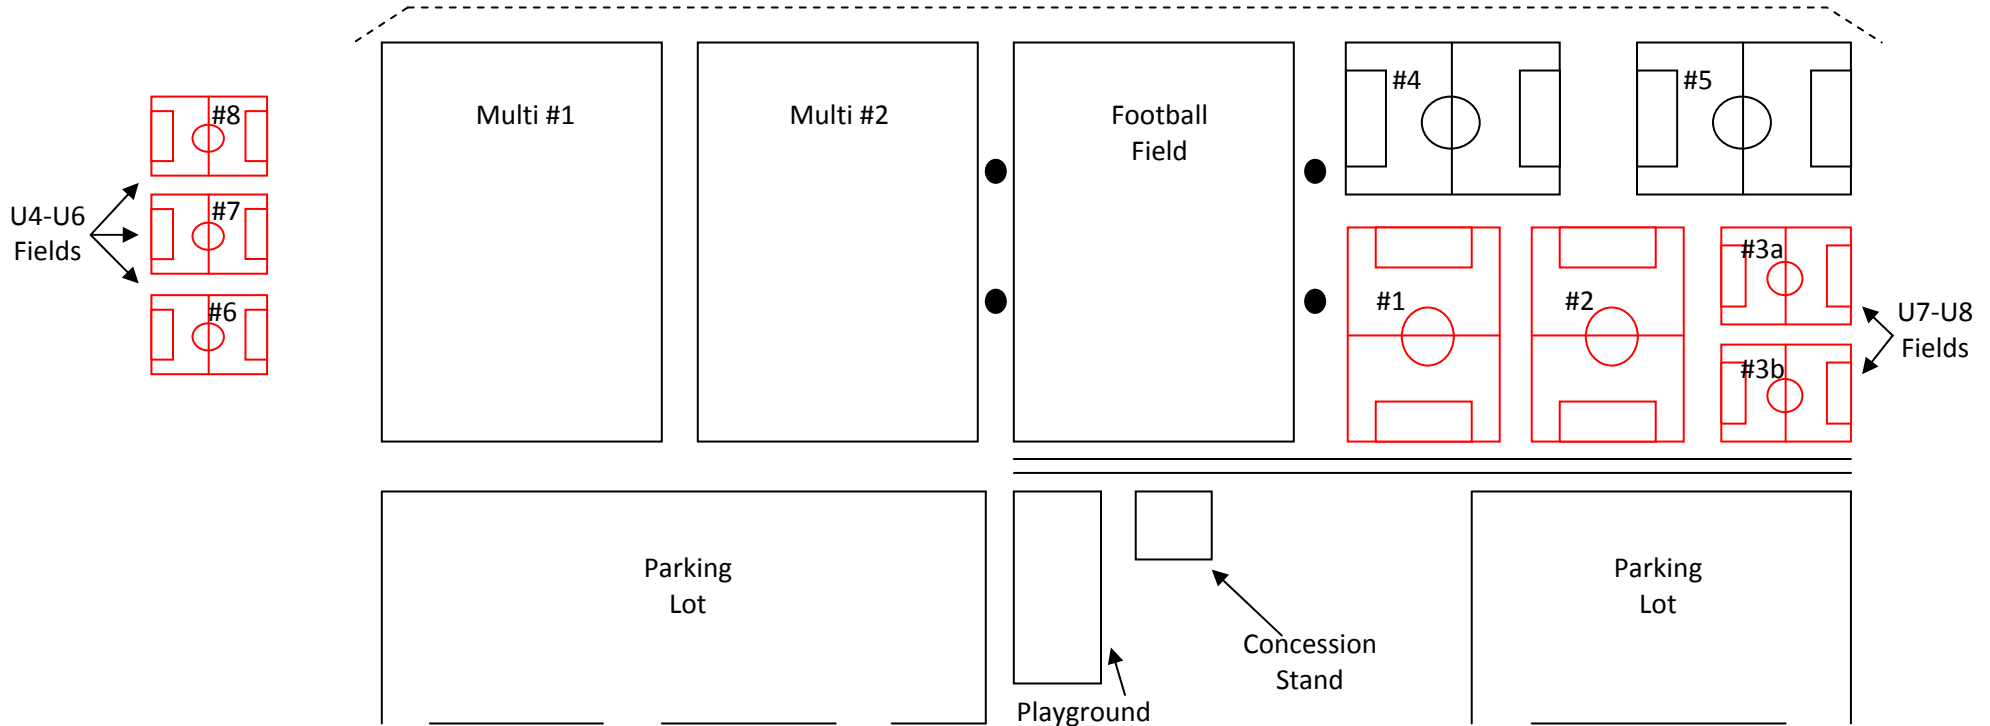 Multi #1
Multi #2
Football
Field
#4
#5
#8
#7
#6
U4-U6
Fields
#1
#2
#3a
#3b
U7-U8
Fields
Parking
Lot
Playground
Concession
Stand
Parking
Lot